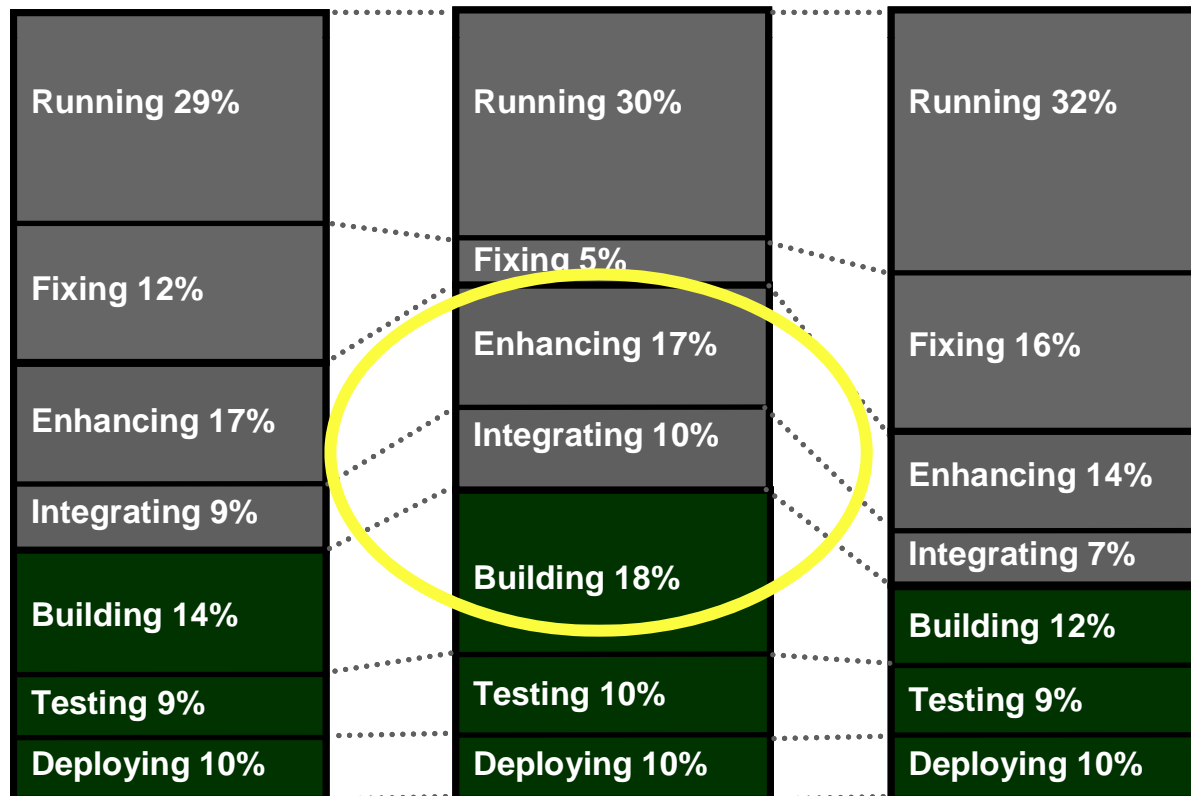 Running 29%
Fixing 12%
Enhancing 17%
Integrating 9%
Building 14%
Testing 9%
Deploying 10%
Running 30%
Fixing 5%
Enhancing 17%
Integrating 10%
Building 18%
Testing 10%
Deploying 10%
Running 32%
Fixing 16%
Enhancing 14%
Integrating 7%
Building 12%
Testing 9%
Deploying 10%